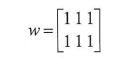 w = [1 1 1
1 1 1]